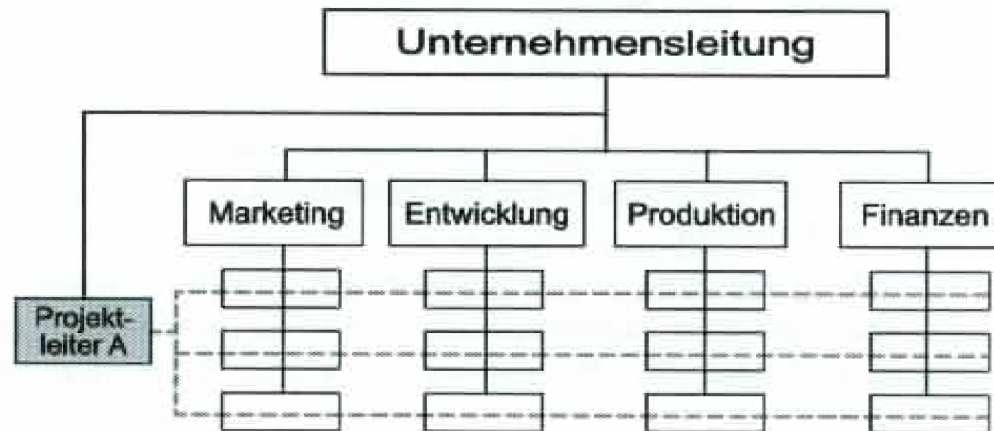 Unternehmensleitung
Marketing
Entwicklung
Produktion
Finanzen
Projekt-
leiter A